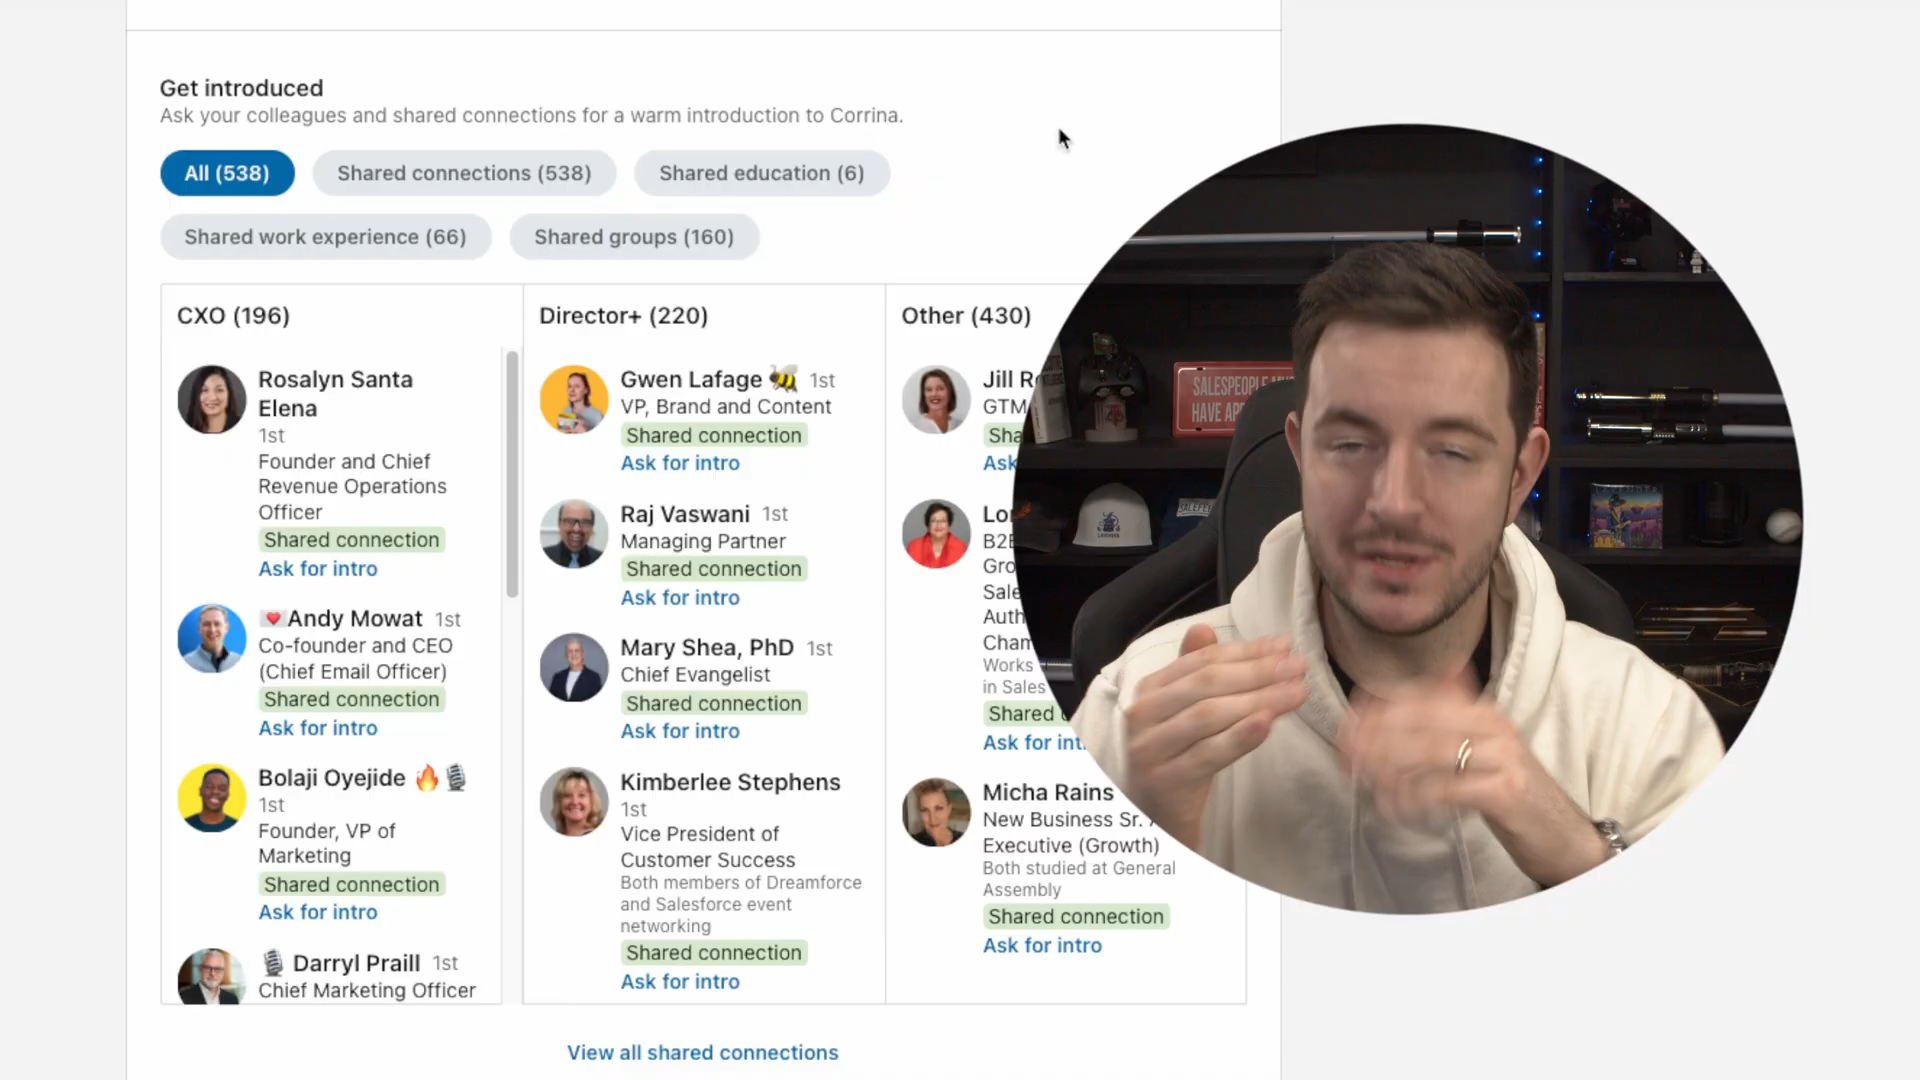 Get introduced
Ask your colleagues and shared connections for a warm introduction to Corrina.
All (538)
Shared connections (538)
Shared education (6)
Shared work experience (66)
Shared groups (160)
CXO (196)
Rosalyn Santa
Elena
1st
Founder and Chief
Revenue Operations
Officer
Shared connection
Ask for intro
💌Andy Mowat 1st
Co-founder and CEO
(Chief Email Officer)
Shared connection
Ask for intro
Bolaji Oyejide 🔥🎙️
1st
Founder, VP of
Marketing
Shared connection
Ask for intro
🎙️ Darryl Praill 1st
Chief Marketing Officer
Director+ (220)
Gwen Lafage 🐝 1st
VP, Brand and Content
Shared connection
Ask for intro
Raj Vaswani 1st
Managing Partner
Shared connection
Ask for intro
Mary Shea, PhD 1st
Chief Evangelist
Shared connection
Ask for intro
Kimberlee Stephens
1st
Vice President of
Customer Success
Both members of Dreamforce
and Salesforce event
networking
Shared connection
Ask for intro
Other (430)
Jill
GTM
Ask
B2B
Works
in Sales
Shared
Ask for
Micha Rains
New Business Sr.
Executive (Growth)
Both studied at General
Assembly
Shared connection
Ask for intro
View all shared connections
SALESPEOPLE
HAVE